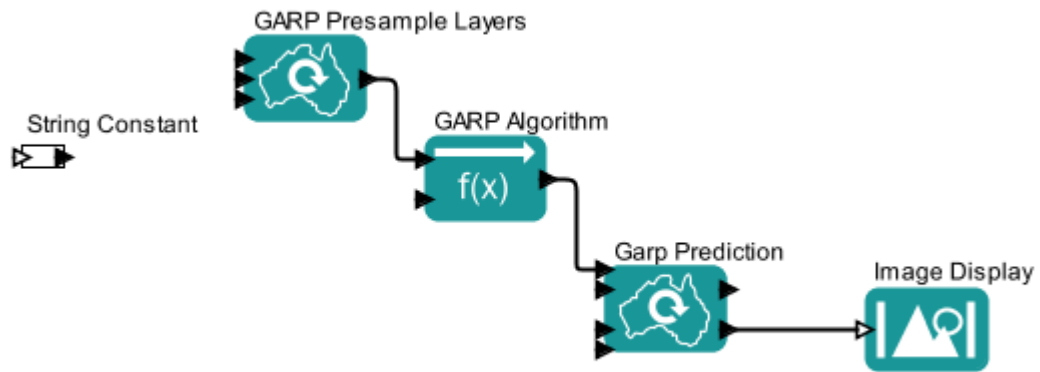 GARP Presample Layers
String Constant
GARP Algorithm
f(x)
Garp Prediction
Image Display